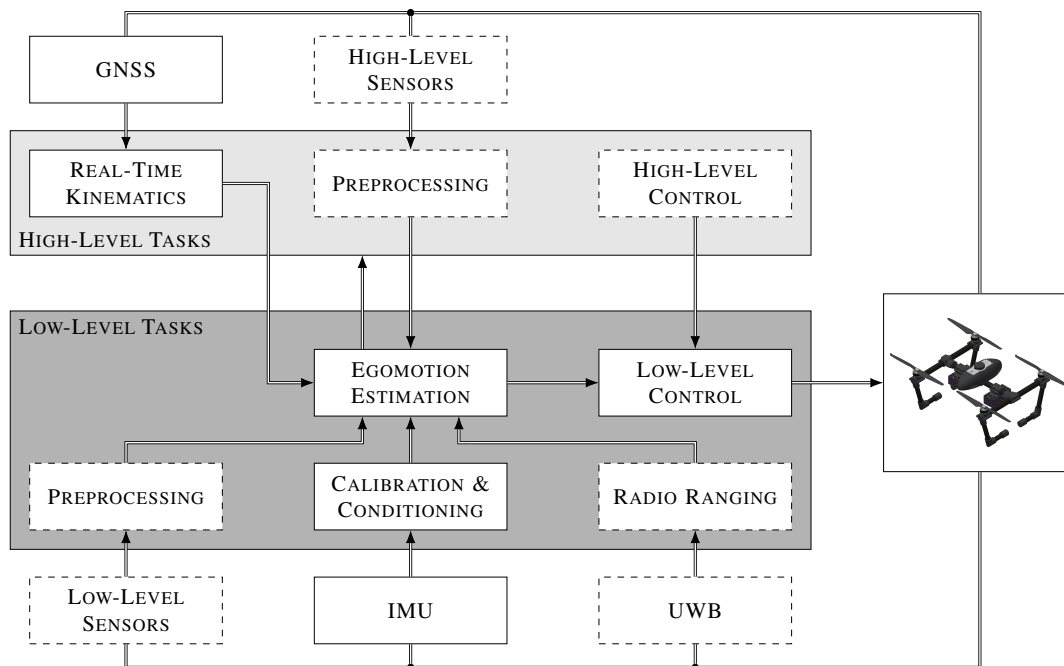 GNSS
HIGH-LEVEL
SENSORS
REAL-TIME
KINEMATICS
PREPROCESSING
HIGH-LEVEL
CONTROL
HIGH-LEVEL TASKS
LOW-LEVEL TASKS
EGOMOTION
ESTIMATION
LOW-LEVEL
CONTROL
PREPROCESSING
CALIBRATION &
CONDITIONING
RADIO RANGING
LOW-LEVEL
SENSORS
IMU
UWB